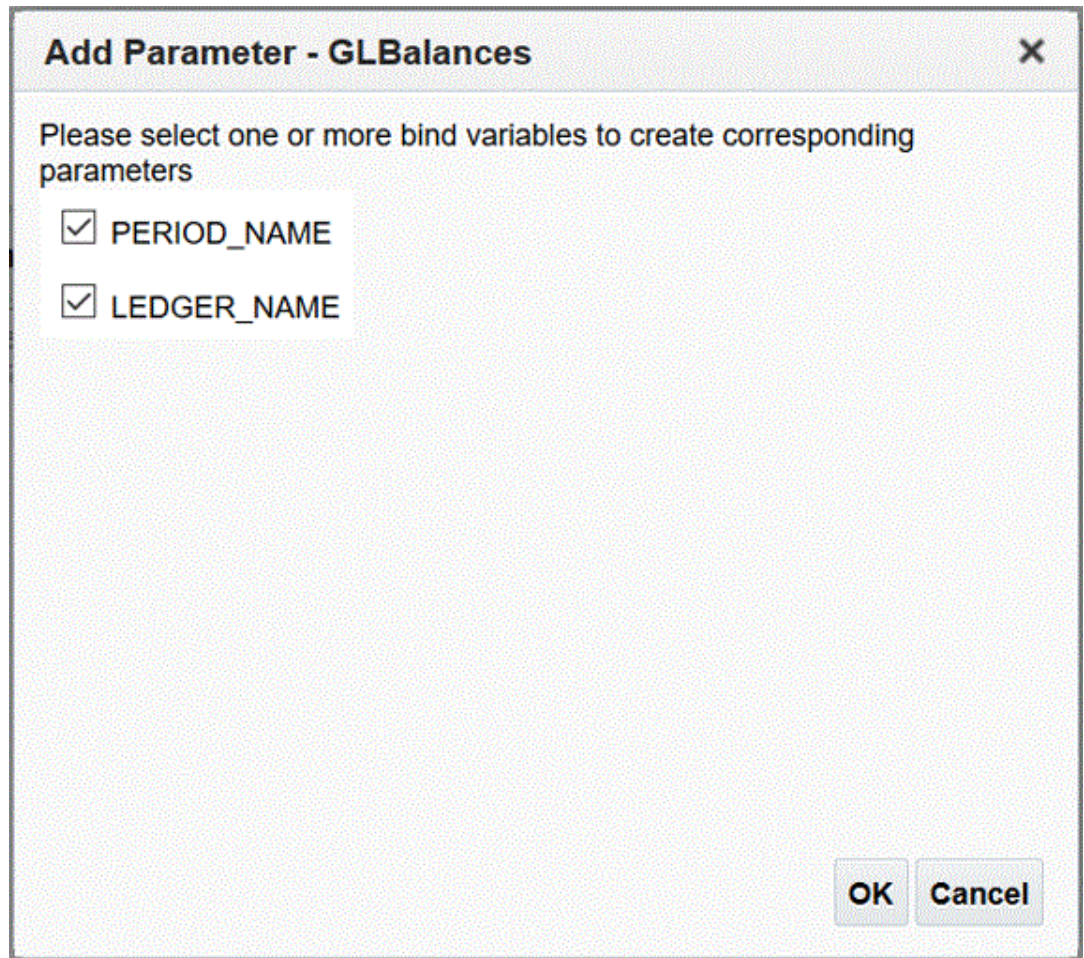 Add Parameter - GLBalances
Please select one or more bind variables to create corresponding
parameters
PERIOD_NAME
LEDGER_NAME
OK Cancel